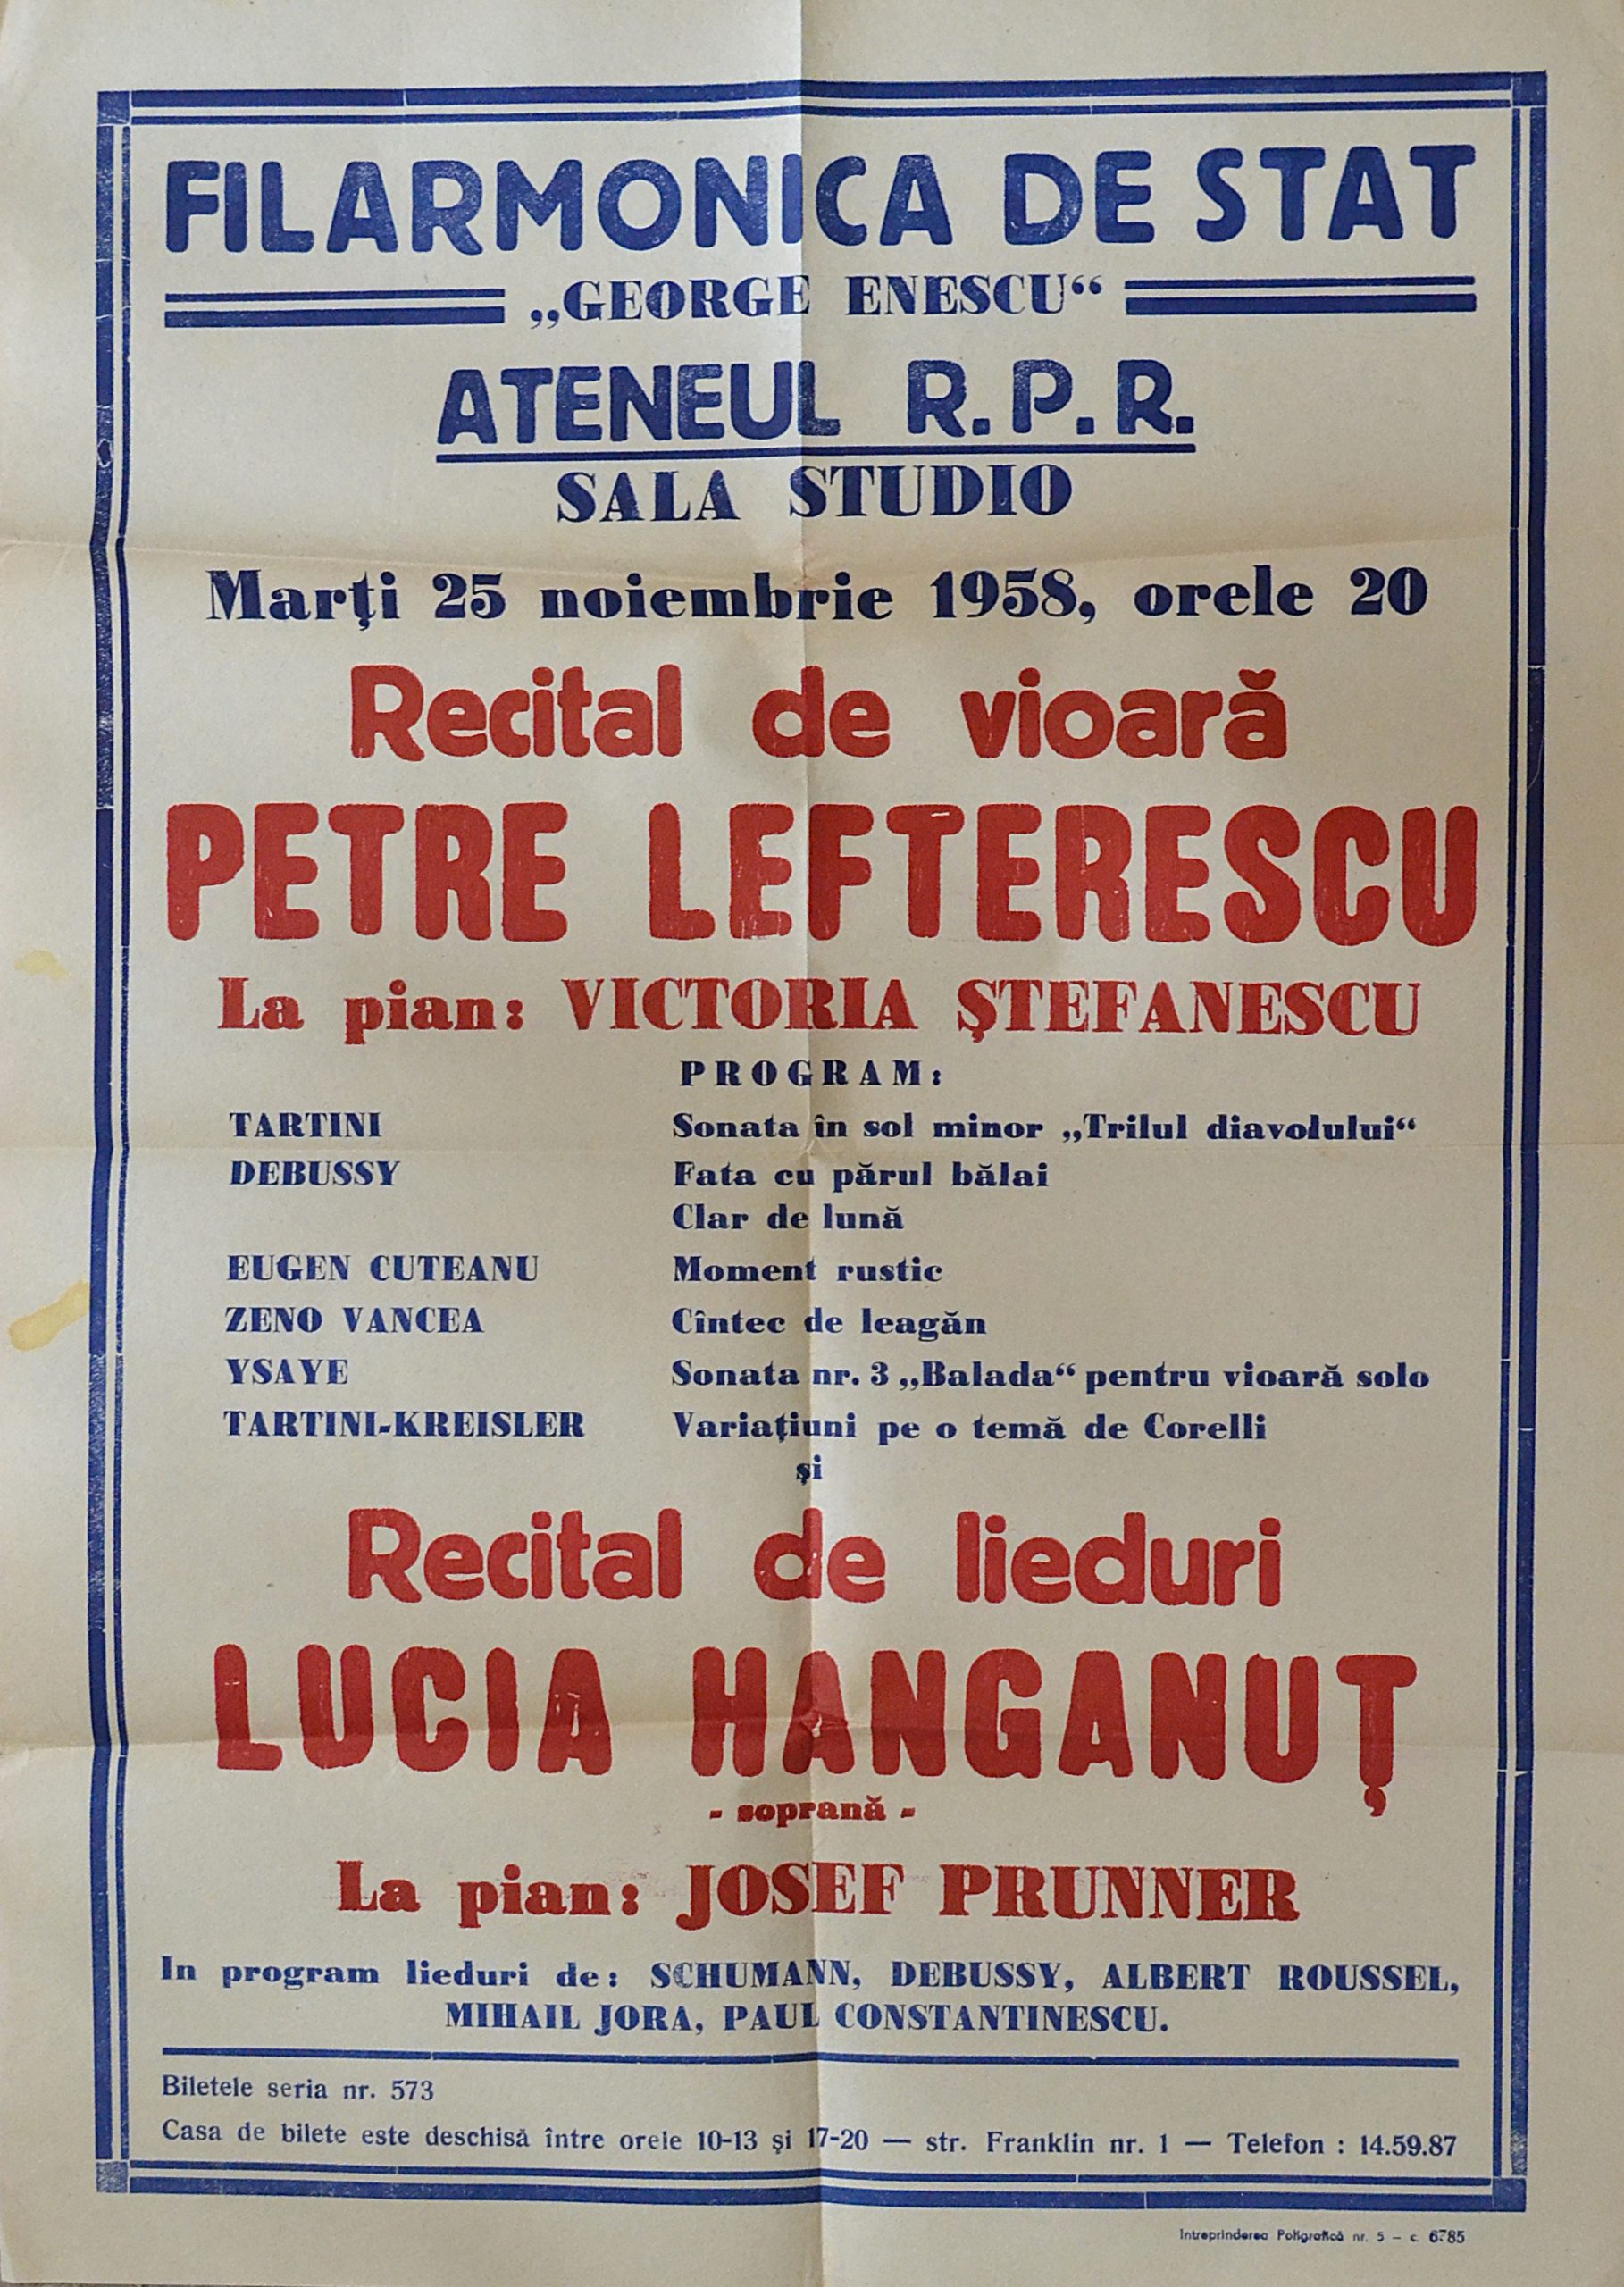 FILARMONICA DE STAT
„GEORGE ENESCU“
ATENEUL R.P.R.
SALA STUDIO
Marţi 25 noiembrie 1958, orele 20
Recital de vioară
PETRE LEFTERESCU
La pian: VICTORIA ŞTEFANESCU
PROGRAM:
TARTINI Sonata în sol minor „Trilul diavolului“
DEBUSSY Fata cu părul bălai
Clar de lună
EUGEN CUTEANU Moment rustic
ZENO VANCEA Cîntec de leagăn
YSAYE Sonata nr. 3 „Balada“ pentru vioară solo
TARTINI-KREISLER Variaţiuni pe o temă de Corelli
şi
Recital de lieduri
LUCIA HANGANUŢ
- soprană -
La pian: JOSEF PRUNNER
In program lieduri de: SCHUMANN, DEBUSSY, ALBERT ROUSSEL,
MIHAIL JORA, PAUL CONSTANTINESCU.
Biletele seria nr. 573
Casa de bilete este deschisă între orele 10-13 şi 17-20 — str. Franklin nr. 1 — Telefon : 14.59.87
Intreprinderea Poligrafică nr. 5 – c. 6785